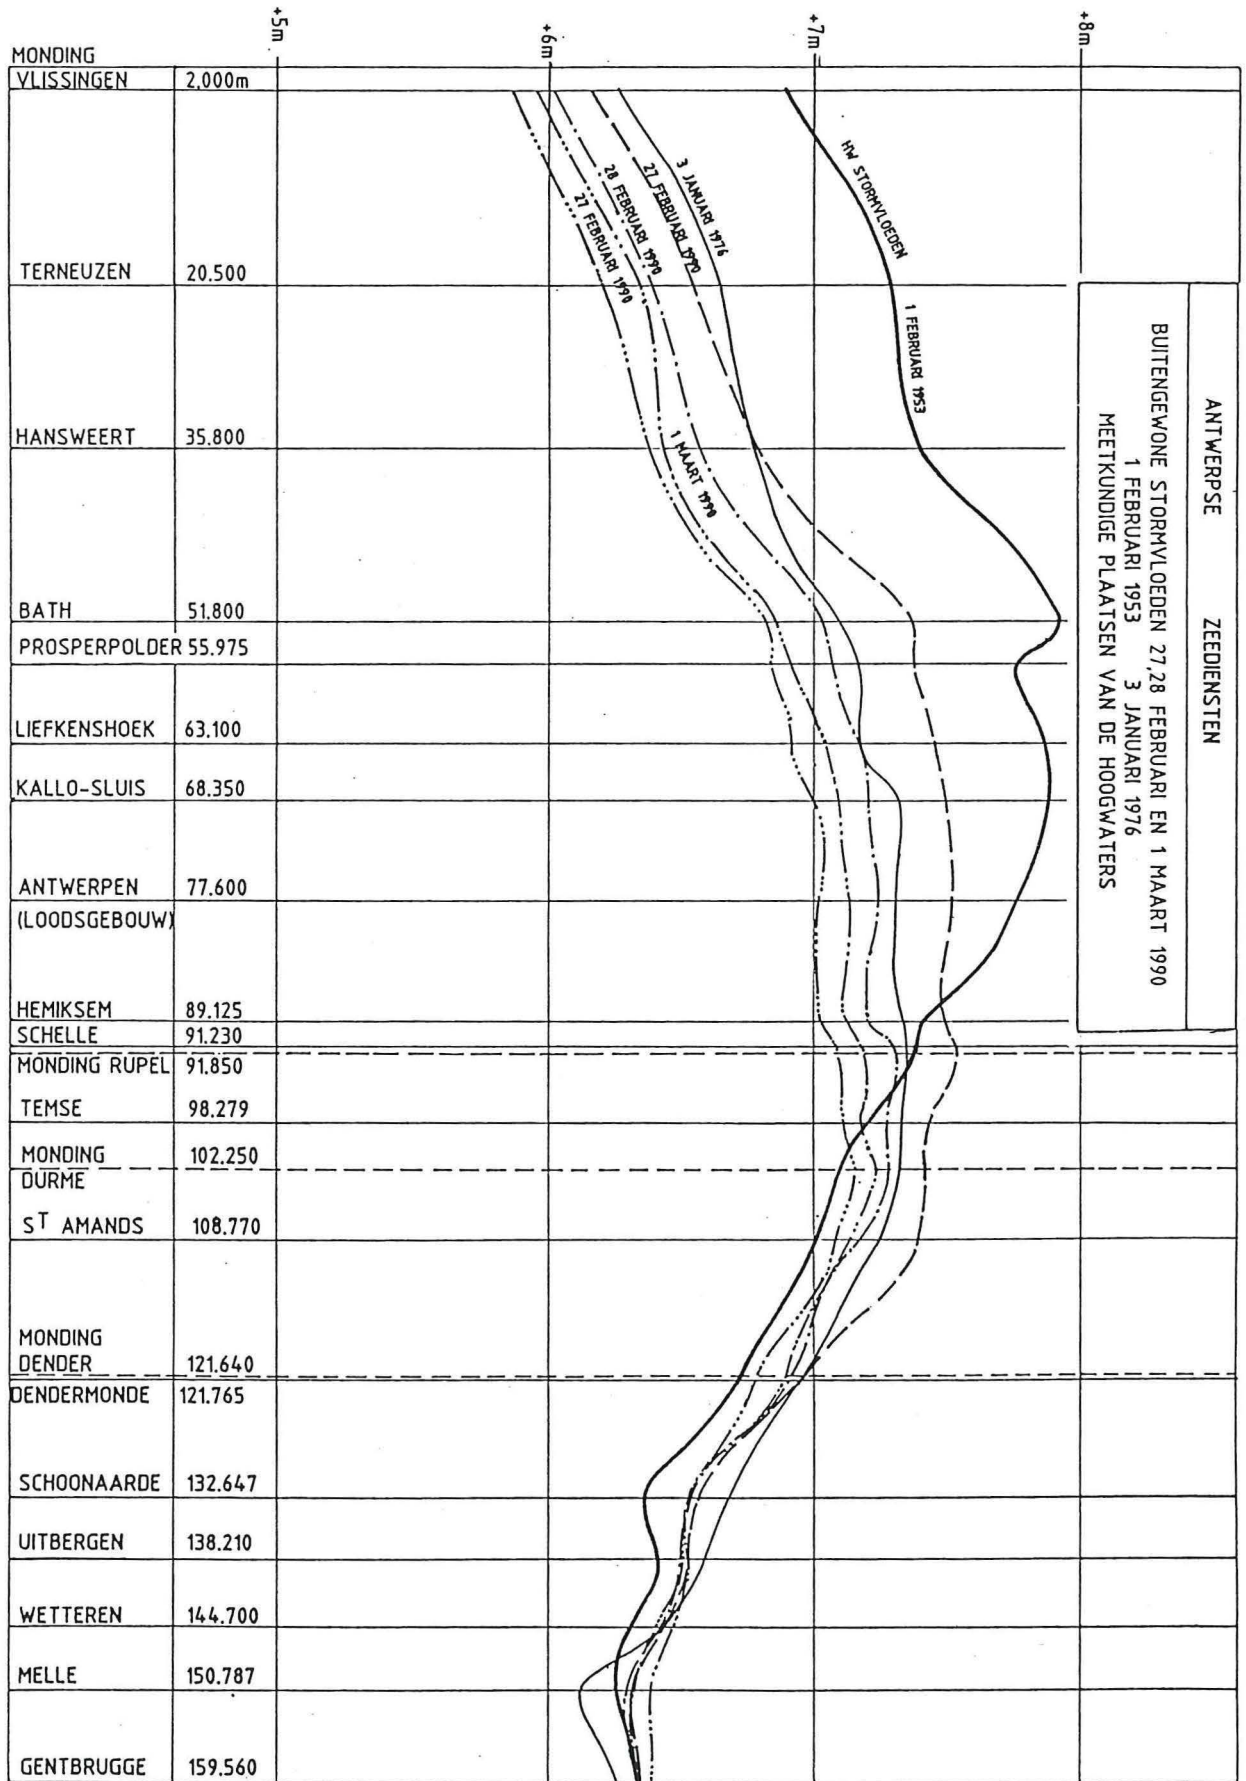 +5m
+6m
+7m
+8m
MONDING
VLISSINGEN 2,000m
TERNEUZEN 20.500
HANSWEERT 35.800
BATH 51.800
PROSPERPOLDER 55.975
LIEFKENSHOEK 63.100
KALLO-SLUIS 68.350
ANTWERPEN 77.600
(LOODSGEBOUW)
HEMIKSEM 89.125
SCHELLE 91.230
MONDING RUPEL 91.850
TEMSE 98.279
MONDING 102.250
DURME
ST AMANDS 108.770
MONDING
DENDER 121.640
DENDERMONDE 121.765
SCHOONAARDE 132.647
UITBERGEN 138.210
WETTEREN 144.700
MELLE 150.787
GENTBRUGGE 159.560
HW STORMVLOEDEN
1 FEBRUARI 1953
3 JANUARI 1976
27 FEBRUARI 1990
28 FEBRUARI 1990
27 FEBRUARI 1990
1 MAART 1990
ANTWERPSE ZEEDIENSTEN
BUITENGEWONE STORMVLOEDEN 27,28 FEBRUARI EN 1 MAART 1990
1 FEBRUARI 1953 3 JANUARI 1976
MEETKUNDIGE PLAATSEN VAN DE HOOGWATERS